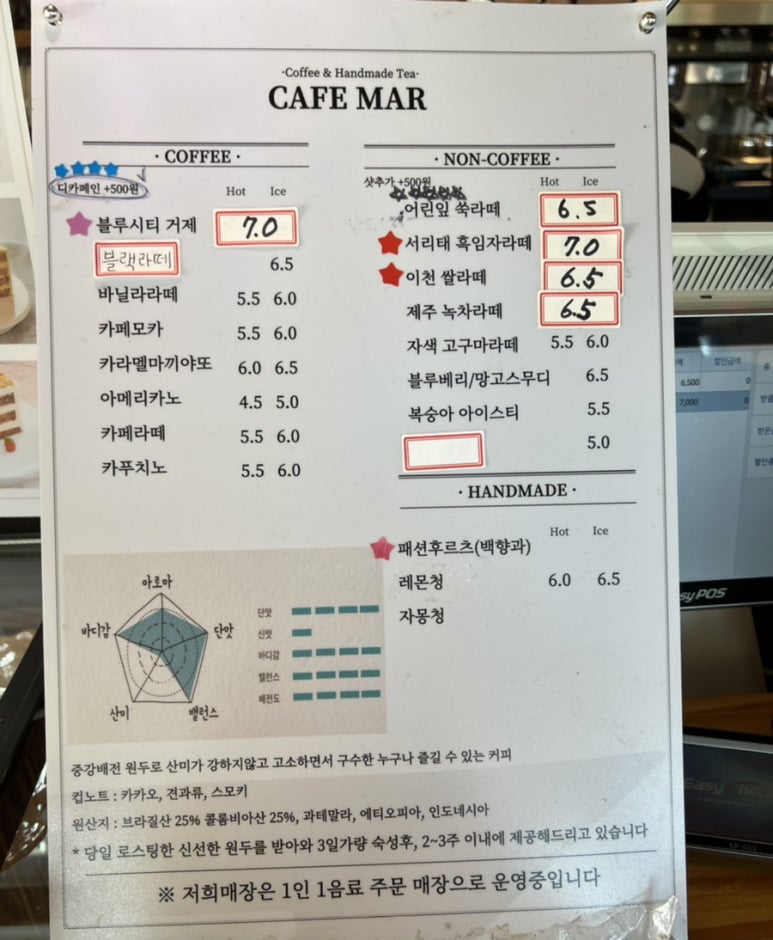 ·Coffee & Handmade Tea·
CAFE MAR
· COFFEE ·
디카페인 +500원
Hot Ice
블루시티 거제 7.0
블랙라떼 6.5
바닐라라떼 5.5 6.0
카페모카 5.5 6.0
카라멜마끼야또 6.0 6.5
아메리카노 4.5 5.0
카페라떼 5.5 6.0
카푸치노 5.5 6.0
· NON-COFFEE ·
샷추가 +500원
Hot Ice
어린잎 쑥라떼 6.5
서리태 흑임자라떼 7.0
이천 쌀라떼 6.5
제주 녹차라떼 6.5
자색 고구마라떼 5.5 6.0
블루베리/망고스무디 6.5
복숭아 아이스티 5.5
5.0
· HANDMADE ·
Hot Ice
패션후르츠(백향과)
레몬청 6.0 6.5
자몽청
아로마
바디감 단맛
산미 밸런스
단맛
신맛
바디감
밸런스
배전도
중강배전 원두로 산미가 강하지않고 고소하면서 구수한 누구나 즐길 수 있는 커피
컵노트 : 카카오, 견과류, 스모키
원산지 : 브라질산 25% 콜롬비아산 25%, 과테말라, 에티오피아, 인도네시아
* 당일 로스팅한 신선한 원두를 받아와 3일가량 숙성후, 2~3주 이내에 제공해드리고 있습니다
※ 저희매장은 1인 1음료 주문 매장으로 운영중입니다
할인금액
6,500 0
7,000 0
syPOS